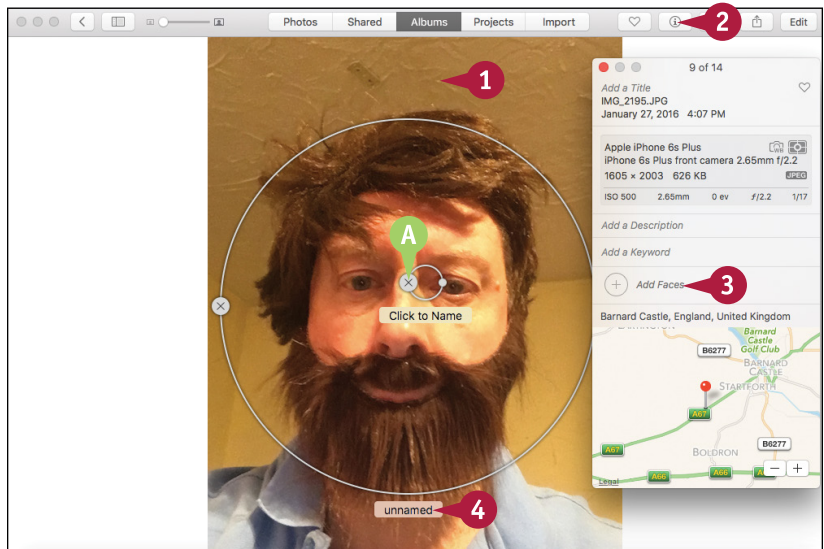 Photos Shared Albums Projects Import Edit
2
1
9 of 14
Add a Title
IMG_2195.JPG
January 27, 2016 4:07 PM
Apple iPhone 6s Plus WB
iPhone 6s Plus front camera 2.65mm f/2.2
1605 × 2003 626 KB JPEG
ISO 500 2.65mm 0 ev ƒ/2.2 1/17
Add a Description
A
Add a Keyword
Add Faces
3
Click to Name
Barnard Castle, England, United Kingdom
Barnard
Castle
Golf Club
B6277
BARNARD
CASTLE
STARTFORTH
A67
B6277
A67
BOLDRON
A66 A66
Legal
unnamed
4